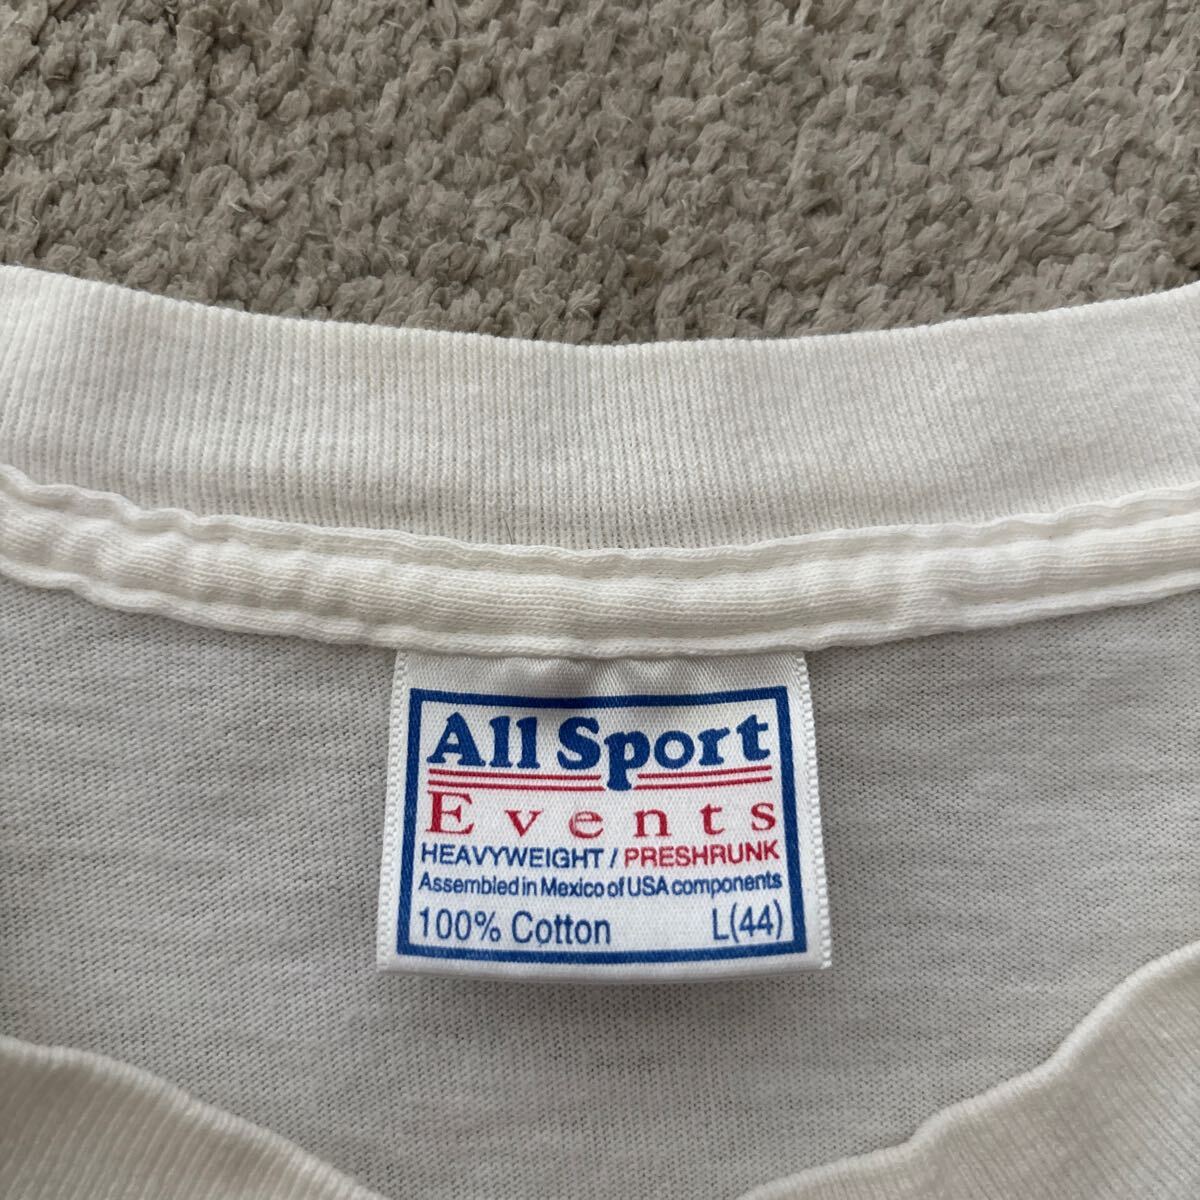 All Sport
Events
HEAVYWEIGHT / PRESHRUNK
Assembled in Mexico of USA components
100% Cotton L(44)